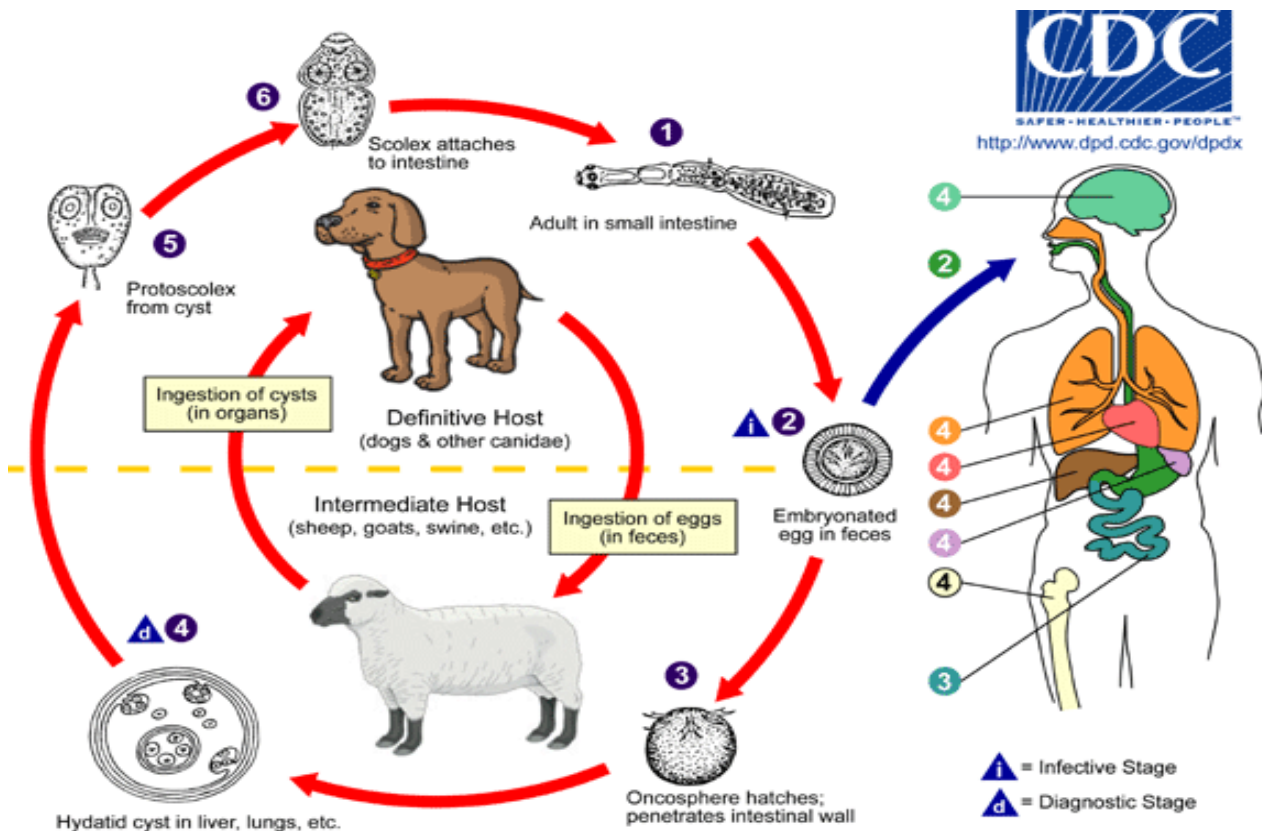 CDC
SAFER•HEALTHIER•PEOPLE™
http://www.dpd.cdc.gov/dpdx
6
Scolex attaches
to intestine
1
Adult in small intestine
5
Protoscolex
from cyst
Ingestion of cysts
(in organs)
Definitive Host
(dogs & other canidae)
i 2
Embryonated
egg in feces
Intermediate Host
(sheep, goats, swine, etc.)
Ingestion of eggs
(in feces)
d 4
Hydatid cyst in liver, lungs, etc.
3
Oncosphere hatches;
penetrates intestinal wall
4
2
4
4
4
4
4
3
i = Infective Stage
d = Diagnostic Stage